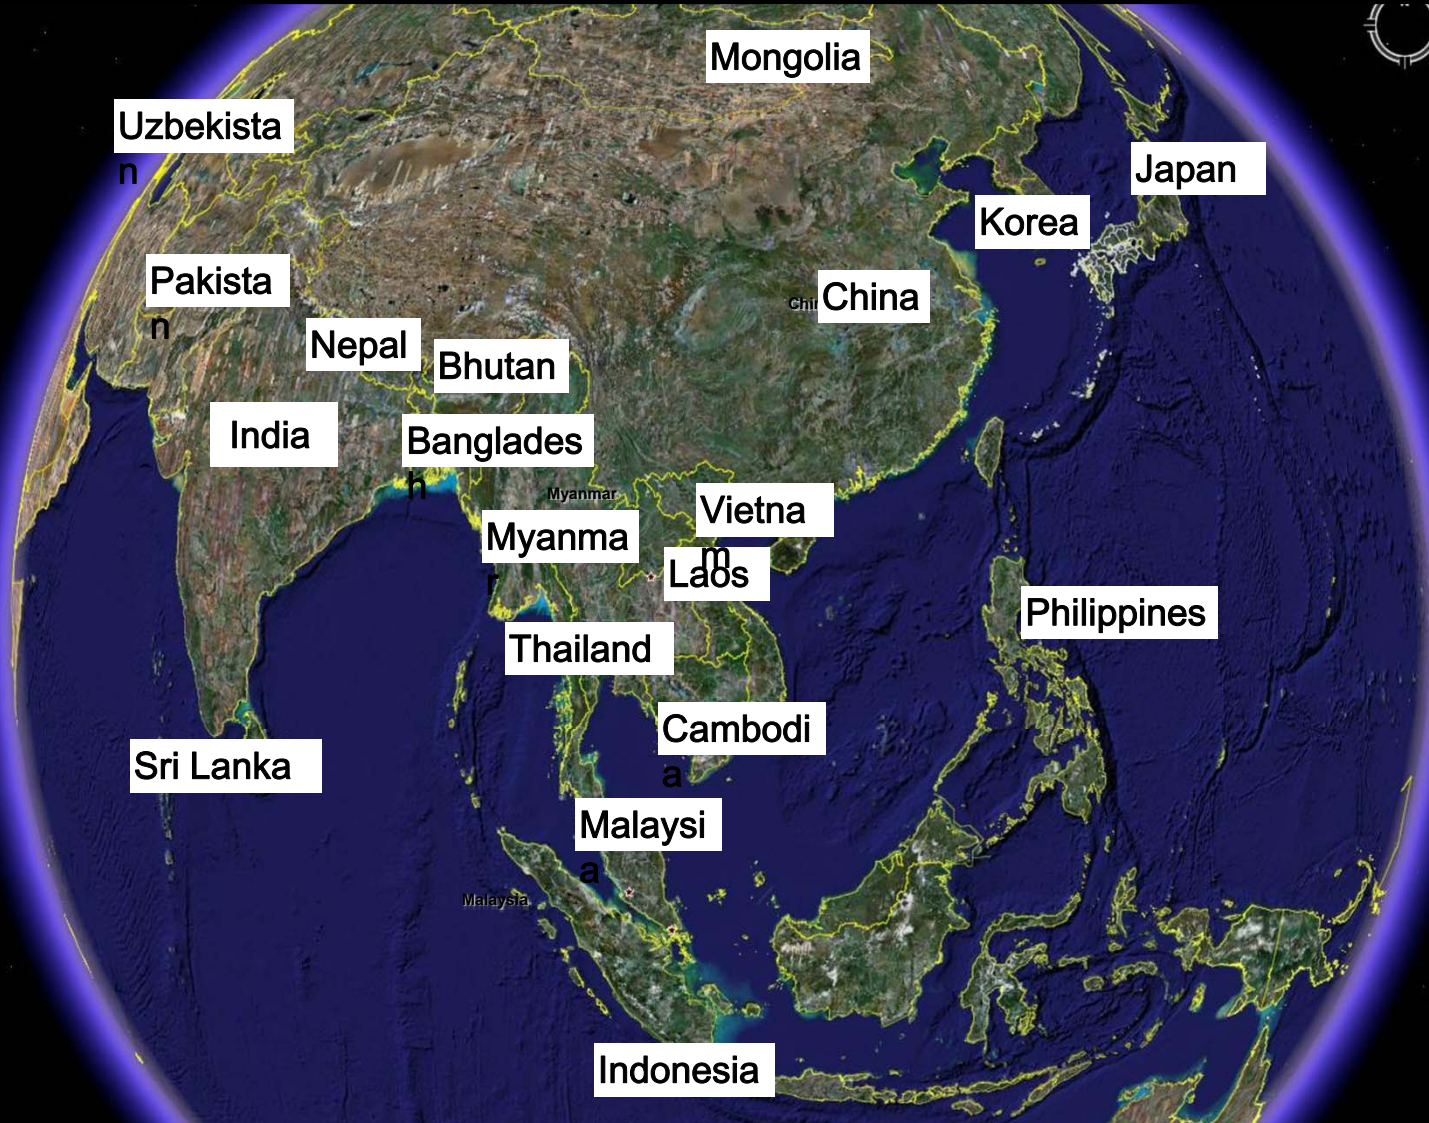 Mongolia
Uzbekista
n
Japan
Korea
Pakista
n
Chi
China
Nepal
Bhutan
India
Banglades
h
Myanmar
Vietna
m
Myanma
r
Laos
Philippines
Thailand
Cambodi
a
Sri Lanka
Malaysi
a
Malaysia
Indonesia